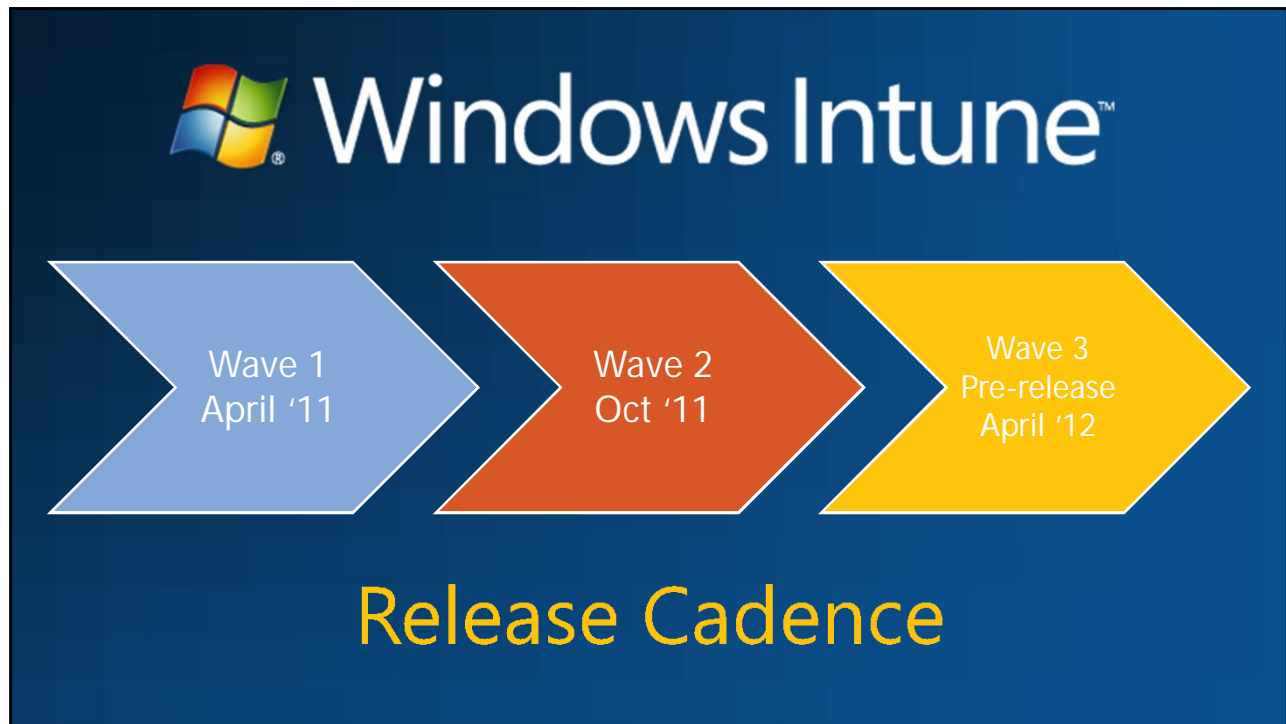 ® Windows Intune™
Wave 1
April ‘11
Wave 2
Oct ‘11
Wave 3
Pre-release
April ‘12
Release Cadence